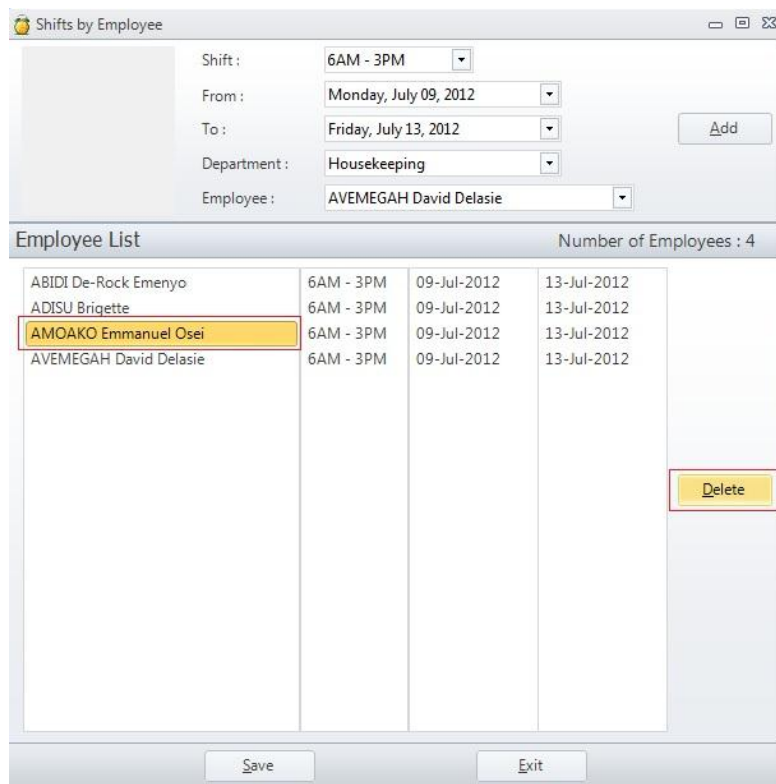 Shifts by Employee
Shift : 6AM - 3PM
From : Monday, July 09, 2012
To : Friday, July 13, 2012
Add
Department : Housekeeping
Employee : AVEMEGAH David Delasie
Employee List Number of Employees : 4
ABIDI De-Rock Emenyo 6AM - 3PM 09-Jul-2012 13-Jul-2012
ADISU Brigette 6AM - 3PM 09-Jul-2012 13-Jul-2012
AMOAKO Emmanuel Osei 6AM - 3PM 09-Jul-2012 13-Jul-2012
AVEMEGAH David Delasie 6AM - 3PM 09-Jul-2012 13-Jul-2012
Delete
Save Exit